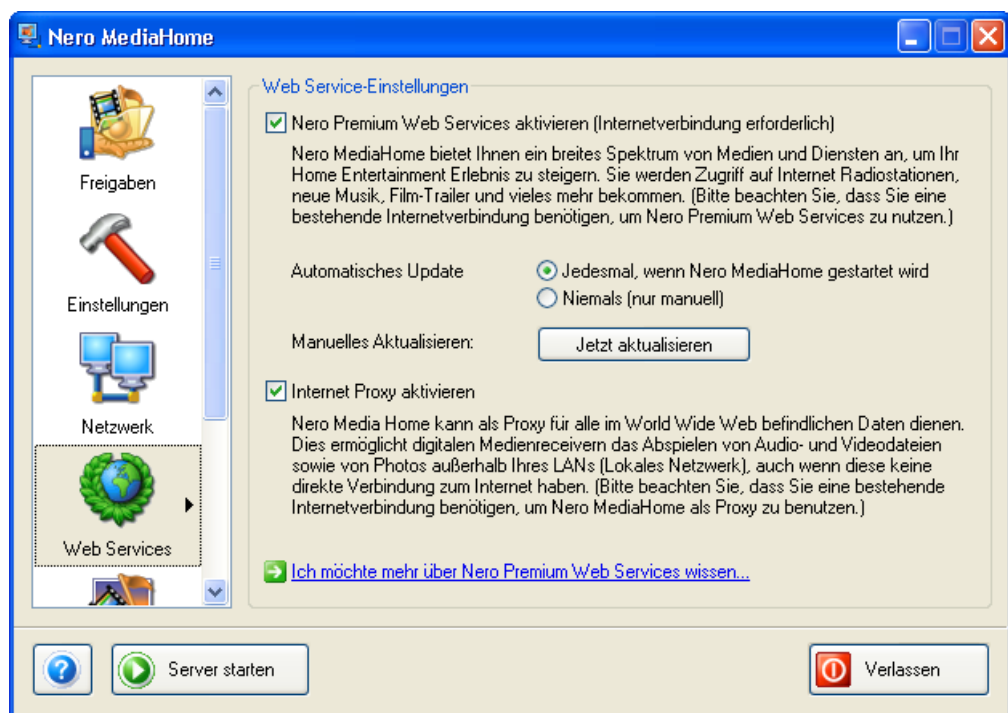 Nero MediaHome
Freigaben
Einstellungen
Netzwerk
Web Services
Web Service-Einstellungen
Nero Premium Web Services aktivieren (Internetverbindung erforderlich)
Nero MediaHome bietet Ihnen ein breites Spektrum von Medien und Diensten an, um Ihr
Home Entertainment Erlebnis zu steigern. Sie werden Zugriff auf Internet Radiostationen,
neue Musik, Film-Trailer und vieles mehr bekommen. (Bitte beachten Sie, dass Sie eine
bestehende Internetverbindung benötigen, um Nero Premium Web Services zu nutzen.)
Automatisches Update
Jedesmal, wenn Nero MediaHome gestartet wird
Niemals (nur manuell)
Manuelles Aktualisieren:
Jetzt aktualisieren
Internet Proxy aktivieren
Nero Media Home kann als Proxy für alle im World Wide Web befindlichen Daten dienen.
Dies ermöglicht digitalen Medienreceivern das Abspielen von Audio- und Videodateien
sowie von Photos außerhalb Ihres LANs (Lokales Netzwerk), auch wenn diese keine
direkte Verbindung zum Internet haben. (Bitte beachten Sie, dass Sie eine bestehende
Internetverbindung benötigen, um Nero MediaHome als Proxy zu benutzen.)
Ich möchte mehr über Nero Premium Web Services wissen...
Server starten
Verlassen